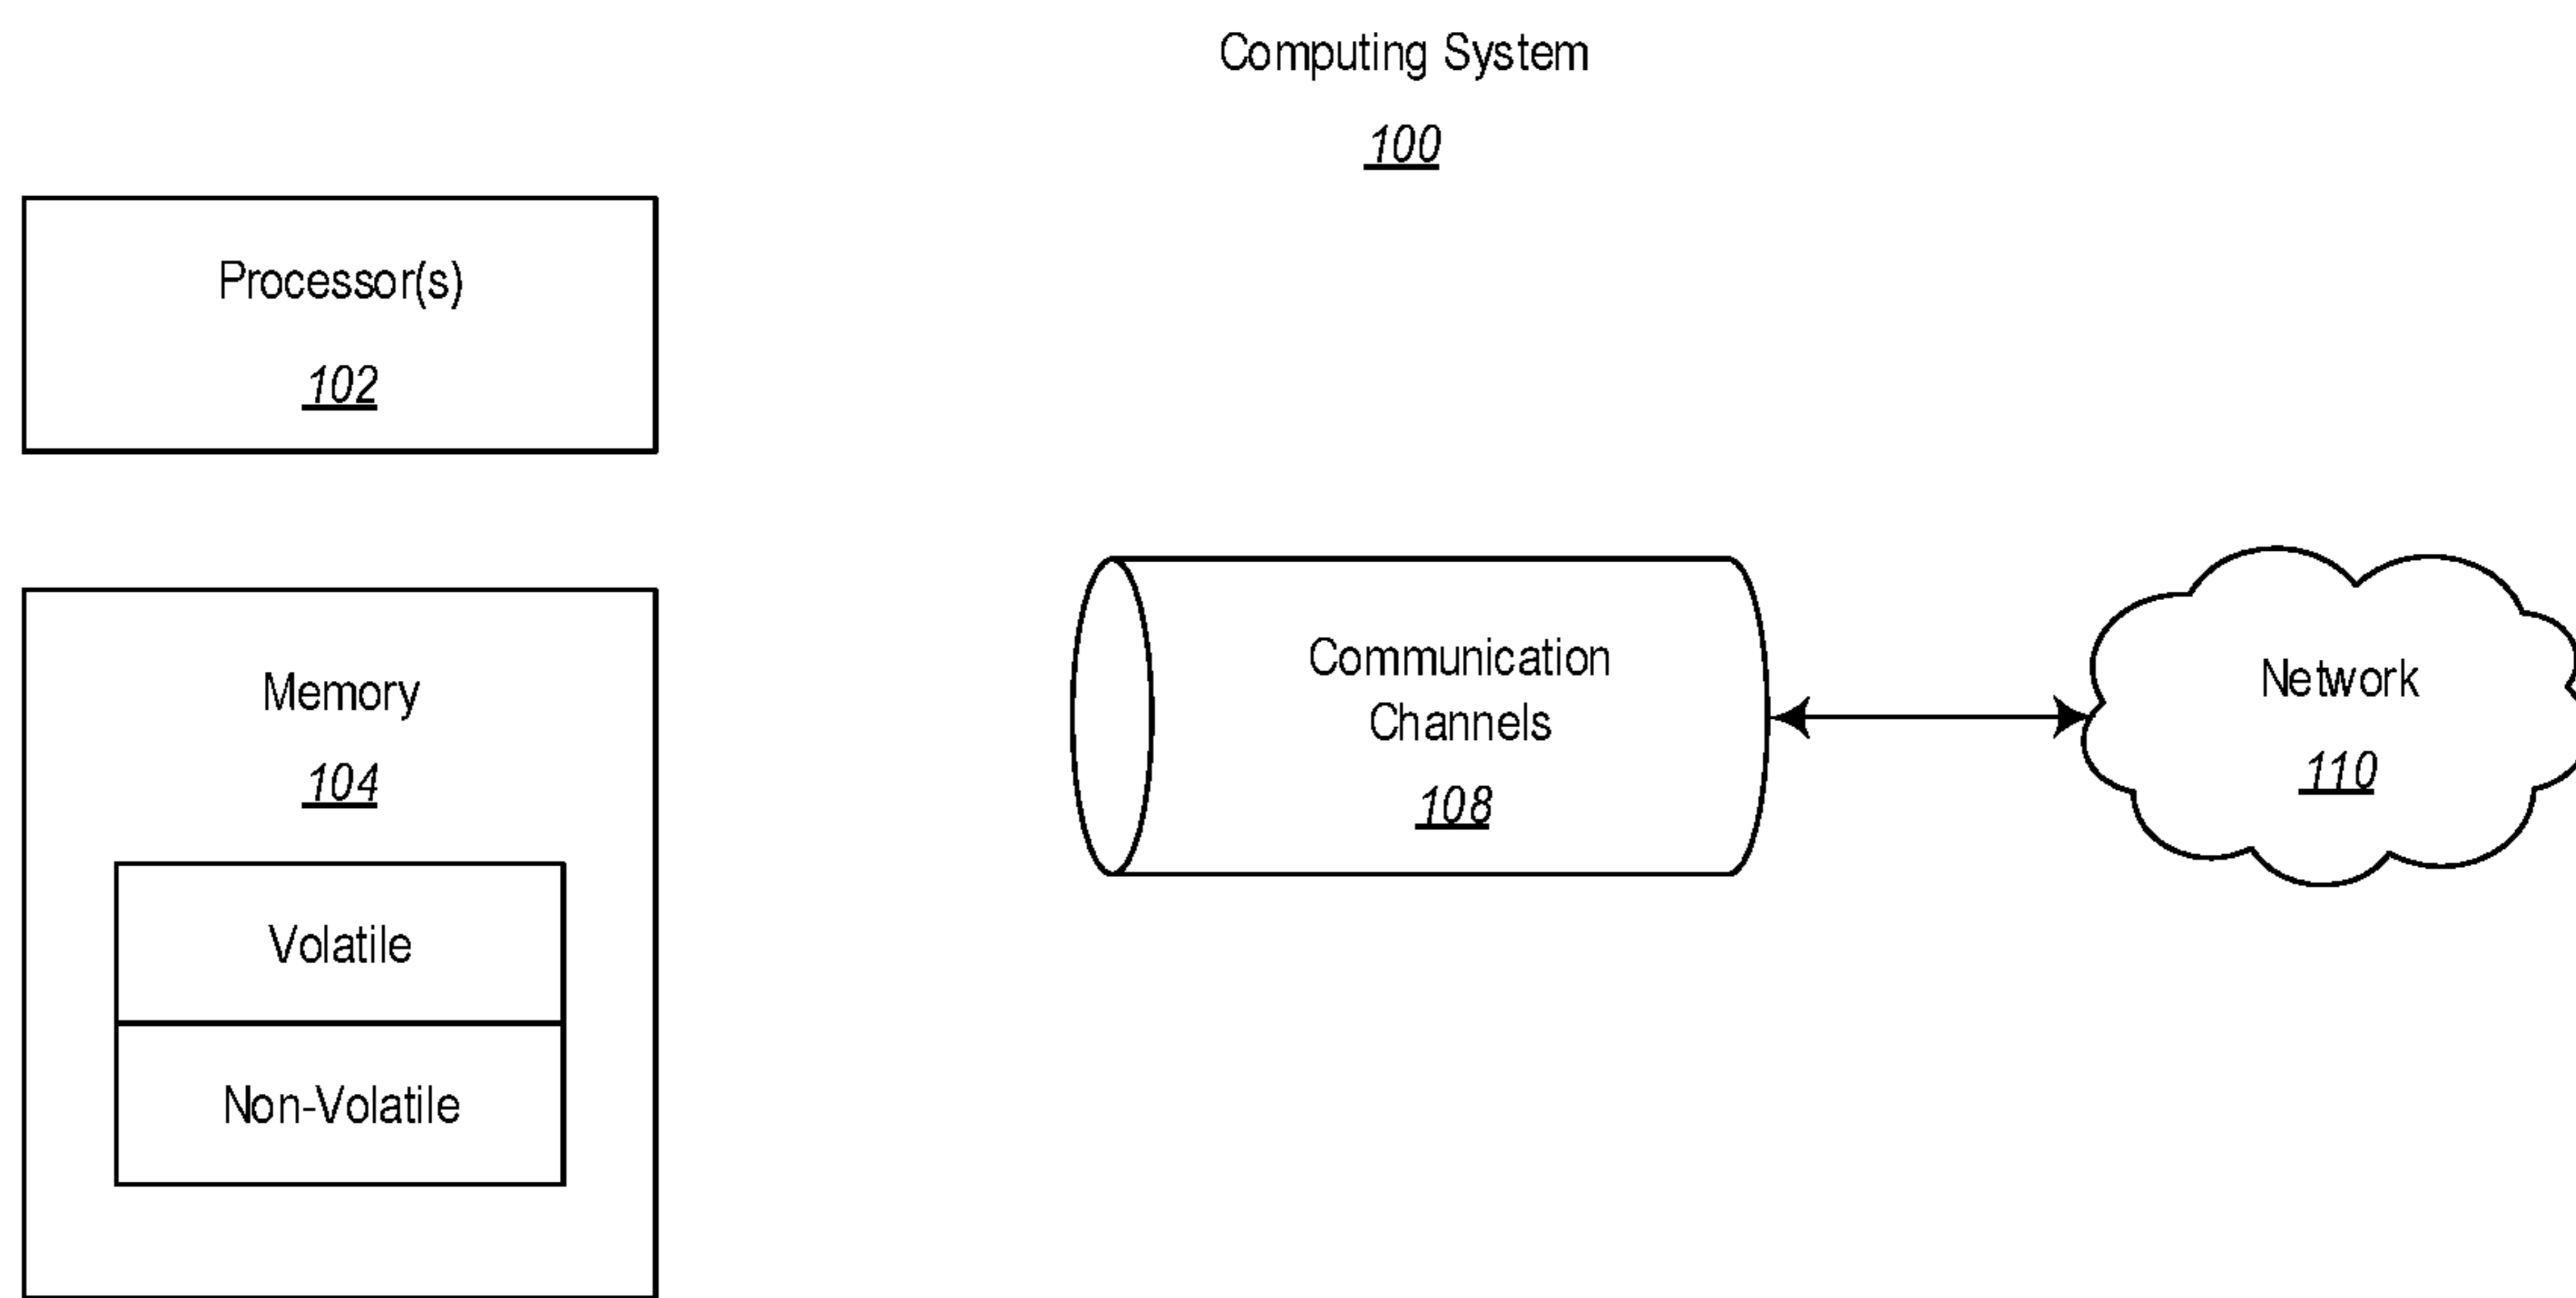 Computing System
100
Processor(s)
102
Memory
104
Volatile
Non-Volatile
Communication
Channels
108
Network
110